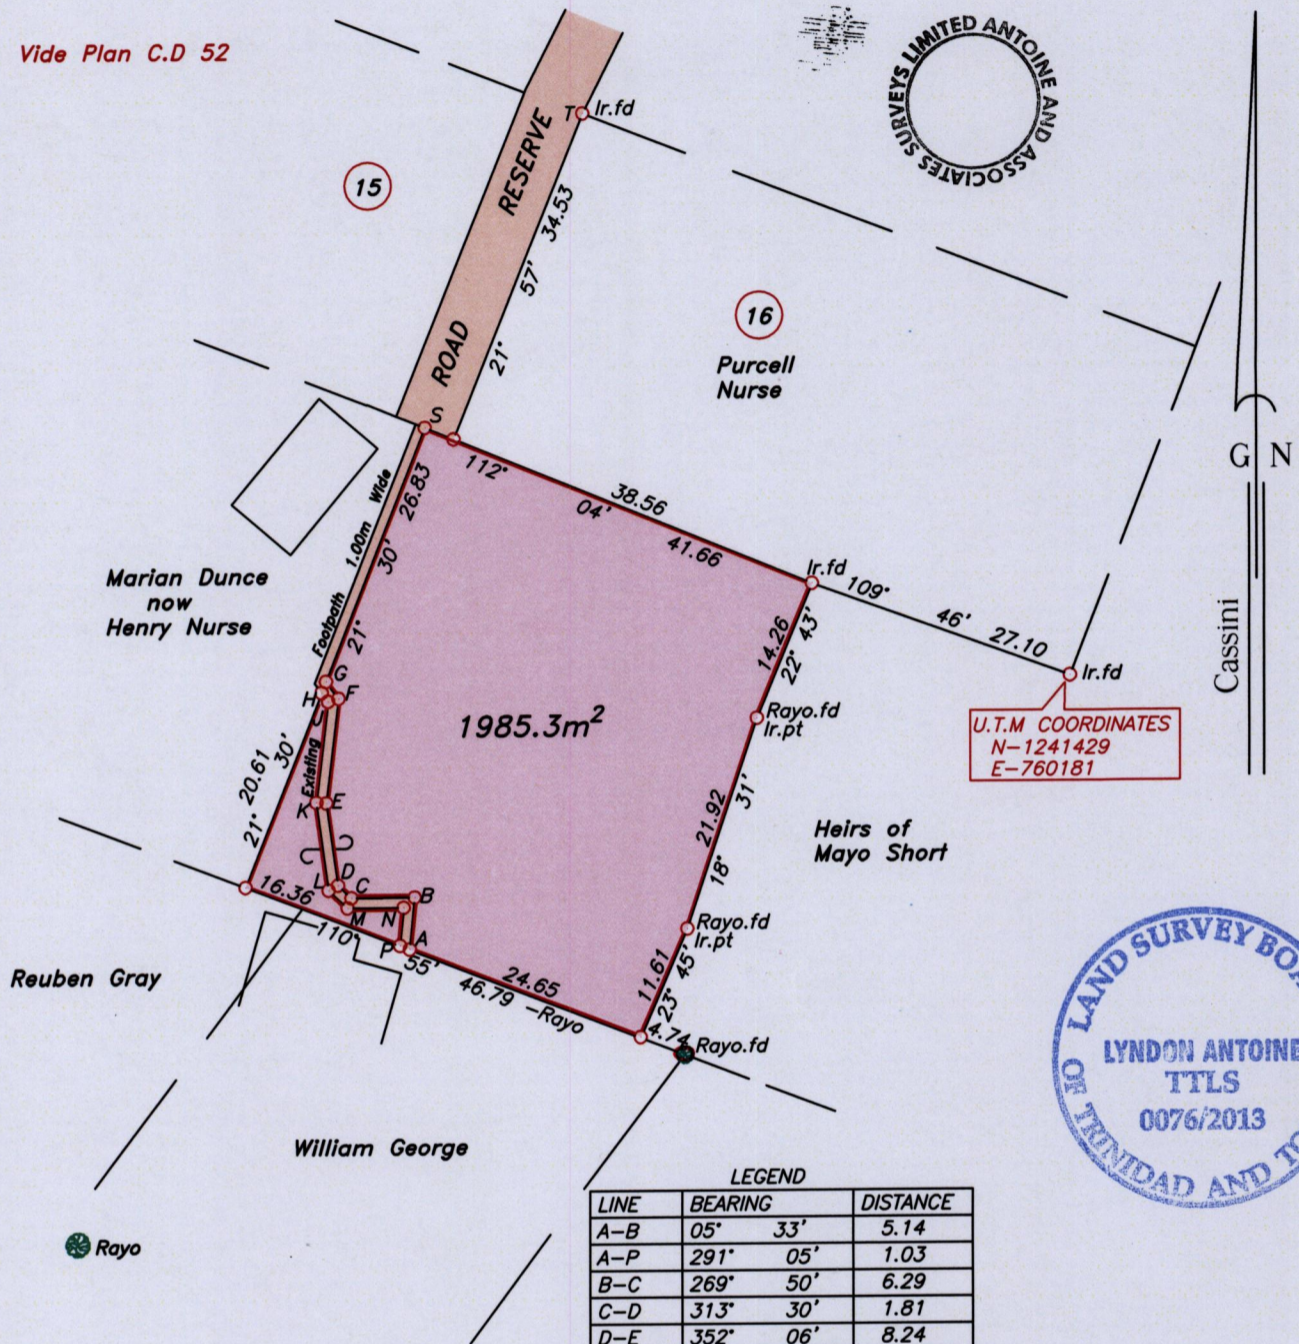 Vide Plan C.D 52
ANTOINE AND ASSOCIATES SURVEYS LIMITED
T
Ir.fd
RESERVE
15
34.53
57'
21°
ROAD
16
Purcell
Nurse
S
112°
04'
38.56
41.66
G N
Cassini
1.00m Wide
Footpath
26.83
30'
21°
Marian Dunce
now
Henry Nurse
Ir.fd
109°
46'
27.10
Ir.fd
14.26
43'
22°
G
H
F
J
Rayo.fd
Ir.pt
1985.3m²
U.T.M COORDINATES
N-1241429
E-760181
Existing
20.61
30'
21°
K
E
21.92
31'
18°
Heirs of
Mayo Short
L
D
C
B
M
N
P
A
16.36
110°
55'
46.79
24.65
-Rayo
Rayo.fd
Ir.pt
11.61
45'
23°
4.74
Rayo.fd
Reuben Gray
LAND SURVEY BOA
OF TRINIDAD AND TO
LYNDON ANTOINE
TTLS
0076/2013
William George
Rayo
LEGEND
LINE BEARING DISTANCE
A-B 05° 33' 5.14
A-P 291° 05' 1.03
B-C 269° 50' 6.29
C-D 313° 30' 1.81
D-E 352° 06' 8.24